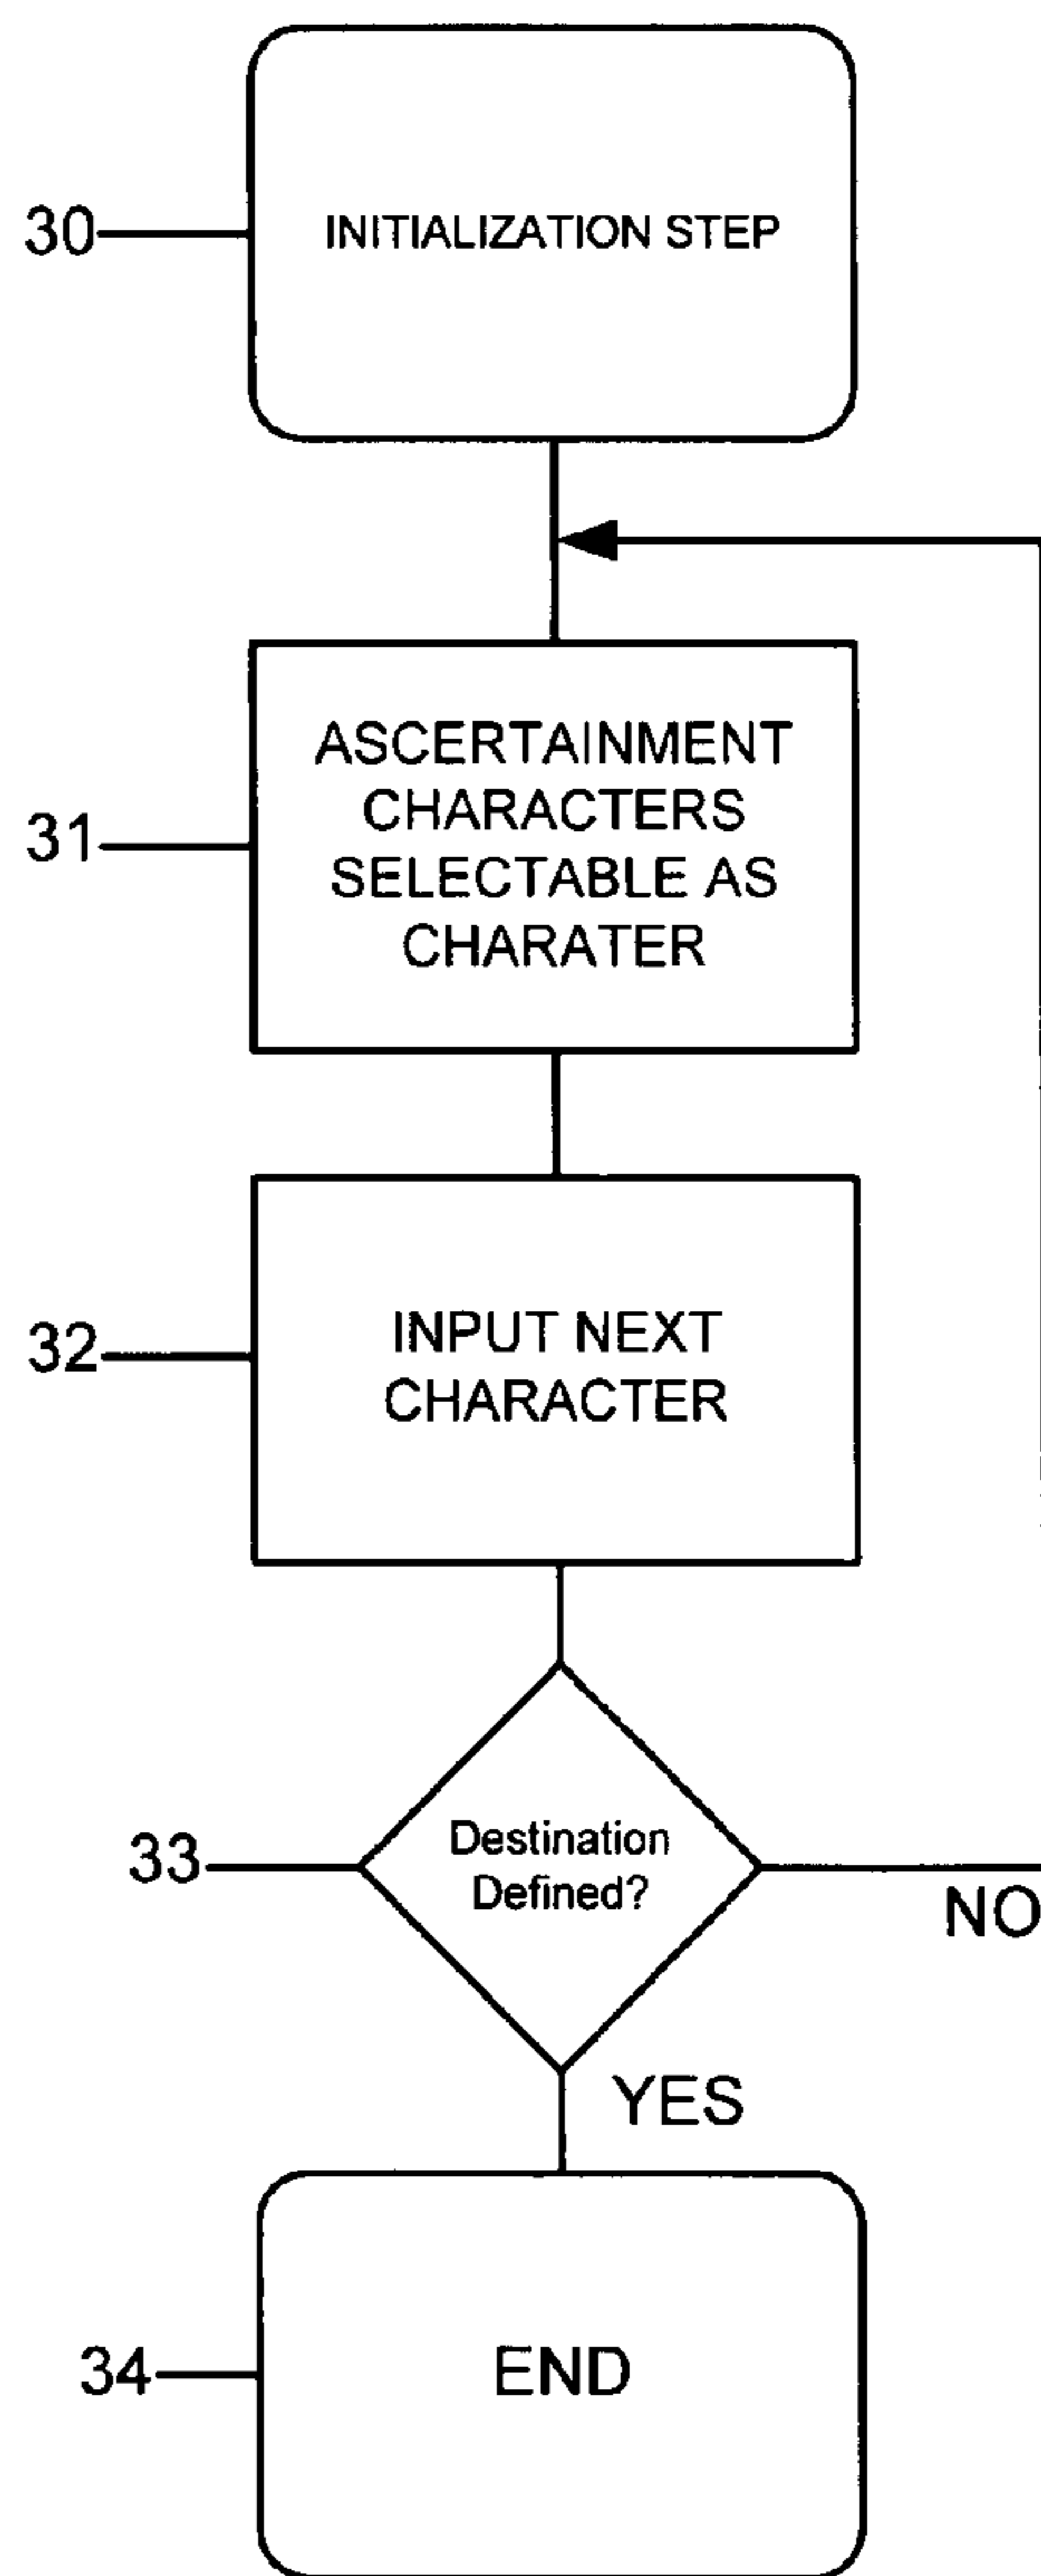 30
INITIALIZATION STEP
31
ASCERTAINMENT
CHARACTERS
SELECTABLE AS
CHARATER
32
INPUT NEXT
CHARACTER
33
Destination
Defined?
NO
YES
34
END